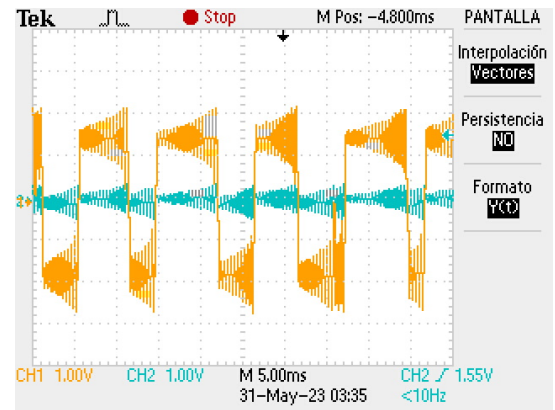 Tek Stop M Pos: -4.800ms PANTALLA
Interpolación
Vectores
Persistencia
NO
Formato
Y(t)
2
CH1 1.00V CH2 1.00V M 5.00ms CH2 1.55V
31-May-23 03:35 <10Hz